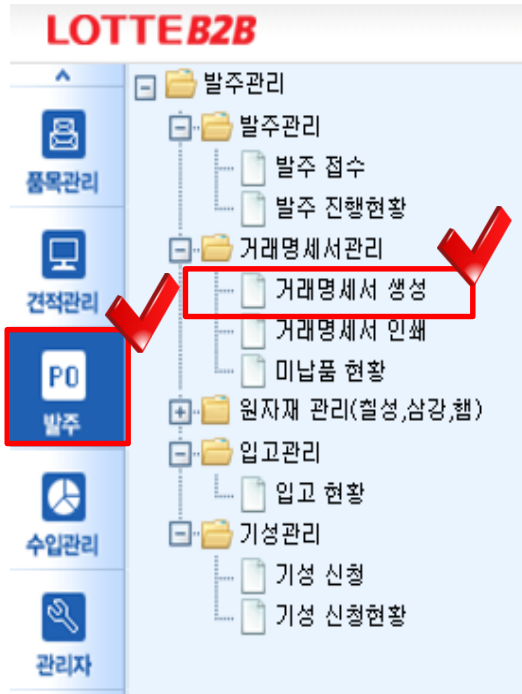 LOTTE B2B
품목관리
견적관리
PO
발주
수입관리
관리자
발주관리
발주관리
발주 접수
발주 진행현황
거래명세서관리
거래명세서 생성
거래명세서 인쇄
미납품 현황
원자재 관리(칠성,삼강,햄)
입고관리
입고 현황
기성관리
기성 신청
기성 신청현황